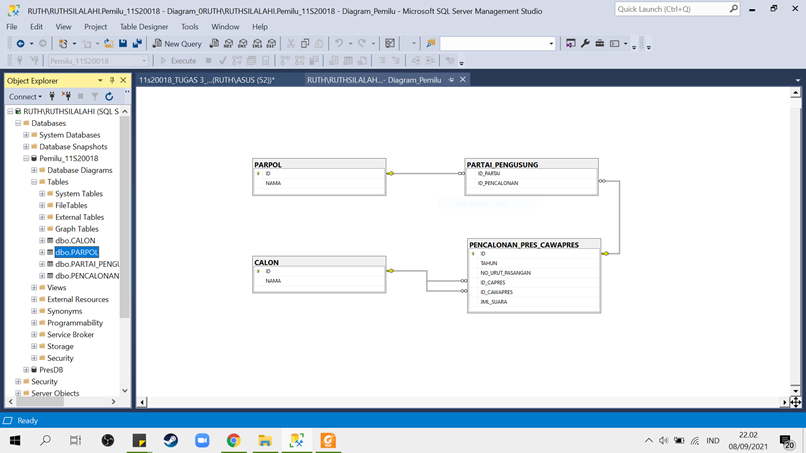 RUTH\RUTHSILALAHI.Pemilu_11S20018 - Diagram_0RUTH\RUTHSILALAHI.Pemilu_11S20018 - Diagram_Pemilu - Microsoft SQL Server Management Studio
Quick Launch (Ctrl+Q)
File Edit View Project Table Designer Tools Window Help
New Query
Pemilu_11S20018 Execute
Object Explorer
11s20018_TUGAS 3_...(RUTH\ASUS (52))* RUTH\RUTHSILALAH...- Diagram_Pemilu
Connect
RUTH\RUTHSILALAHI (SQL S
Databases
System Databases
Database Snapshots
Pemilu_11S20018
Database Diagrams
Tables
System Tables
FileTables
External Tables
Graph Tables
dbo.CALON
dbo.PARPOL
dbo.PARTAI_PENGU
dbo.PENCALONAN
Views
External Resources
Synonyms
Programmability
Service Broker
Storage
Security
PresDB
Security
Server Objects
PARPOL
ID
NAMA
PARTAI_PENGUSUNG
ID_PARTAI
ID_PENCALONAN
CALON
ID
NAMA
PENCALONAN_PRES_CAWAPRES
ID
TAHUN
NO_URUT_PASANGAN
ID_CAPRES
ID_CAWAPRES
JML_SUARA
Ready
IND
22.02
08/09/2021
20